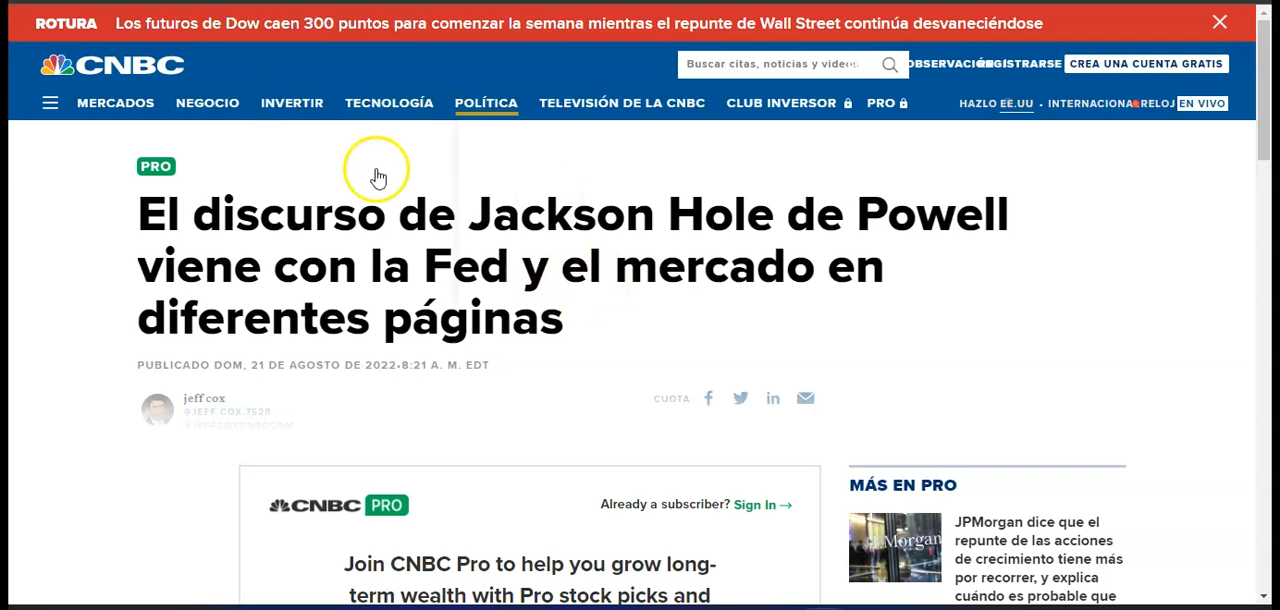 ROTURA Los futuros de Dow caen 300 puntos para comenzar la semana mientras el repunte de Wall Street continúa desvaneciéndose
CNBC
Buscar citas, noticias y videos
OBSERVACIÓN
REGÍSTRARSE
CREA UNA CUENTA GRATIS
MERCADOS NEGOCIO INVERTIR TECNOLOGÍA POLÍTICA TELEVISIÓN DE LA CNBC CLUB INVERSOR PRO
HAZLO EE.UU • INTERNACIONAL RELOJ EN VIVO
PRO
El discurso de Jackson Hole de Powell
viene con la Fed y el mercado en
diferentes páginas
PUBLICADO DOM, 21 DE AGOSTO DE 2022•8:21 A. M. EDT
jeff cox
@JEFF.COX.7528
@JEFFCOXCNBCCOM
CUOTA
CNBC PRO
Already a subscriber? Sign In →
Join CNBC Pro to help you grow long-
term wealth with Pro stock picks and
MÁS EN PRO
J.P.Morgan
JPMorgan dice que el
repunte de las acciones
de crecimiento tiene más
por recorrer, y explica
cuándo es probable que